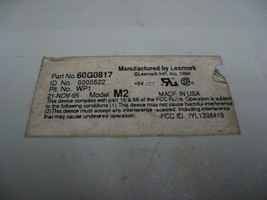 Part No. 60G0817
ID No. 0000522
Plt. No. WP1
21-NOV-95 Model M2
Manufactured by Lexmark
©Lexmark Int'l, Inc. 1994
+5V
This device complies with part 15 & 68 of the FCC Rules. Operation is
subject to the following two conditions: (1) This device may not cause harmful
interference, and (2) this device must accept any interference
received, including interference that may cause undesired
operation.
MADE IN USA
FCC ID: IYL1398418